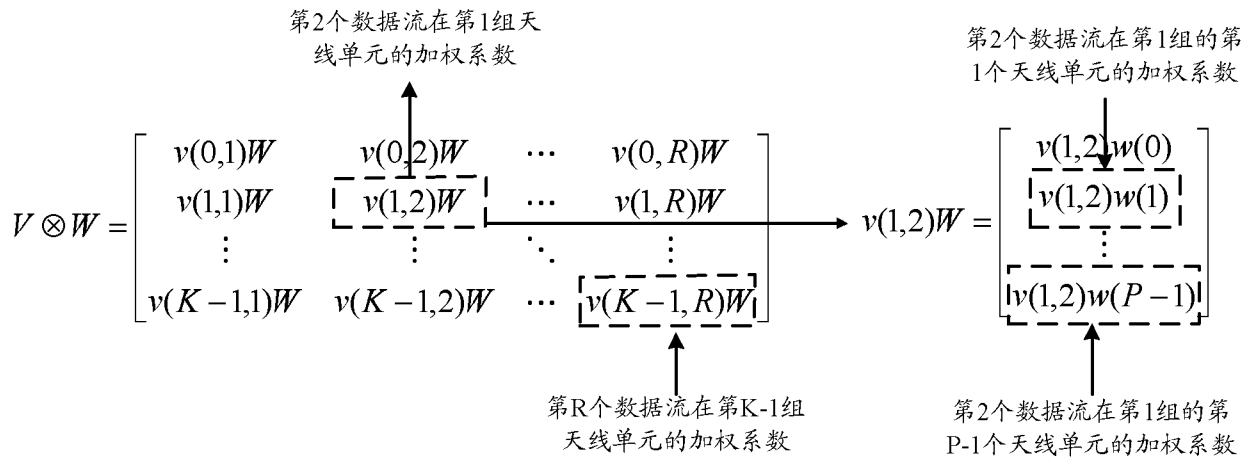 第2个数据流在第1组天
线单元的加权系数
第2个数据流在第1组的第
1个天线单元的加权系数
v(0,1)W v(0,2)W ⋯ v(0,R)W
v(1,1)W v(1,2)W ⋯ v(1,R)W
V⊗W=
⋮ ⋮ ⋱ ⋮
v(K−1,1)W v(K−1,2)W ⋯ v(K−1,R)W
v(1,2)W=
v(1,2)w(0)
v(1,2)w(1)
⋮
v(1,2)w(P−1)
第R个数据流在第K-1组
天线单元的加权系数
第2个数据流在第1组的第
P-1个天线单元的加权系数